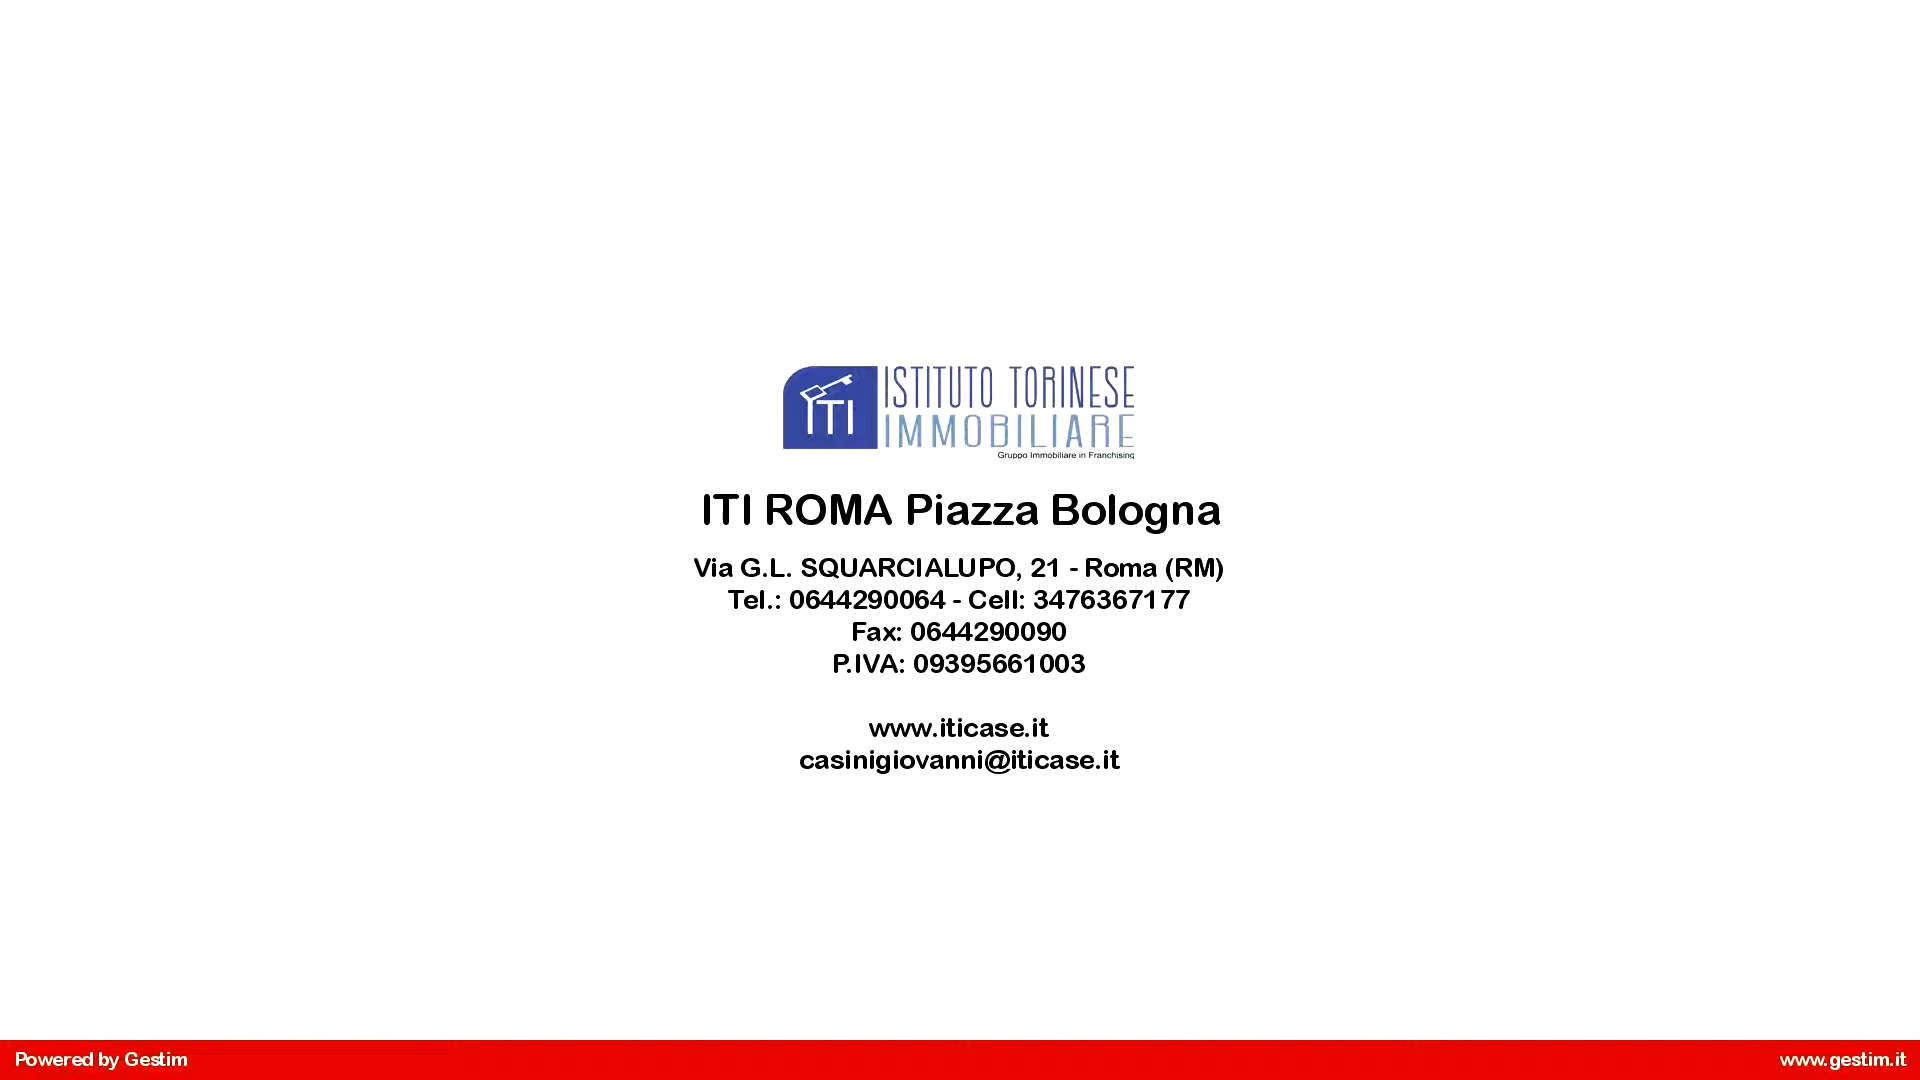 ITI
ISTITUTO TORINESE
IMMOBILIARE
Gruppo Immobiliare in Franchising
ITI ROMA Piazza Bologna
Via G.L. SQUARCIALUPO, 21 - Roma (RM)
Tel.: 0644290064 - Cell: 3476367177
Fax: 0644290090
P.IVA: 09395661003
www.iticase.it
casinigiovanni@iticase.it
Powered by Gestim
www.gestim.it